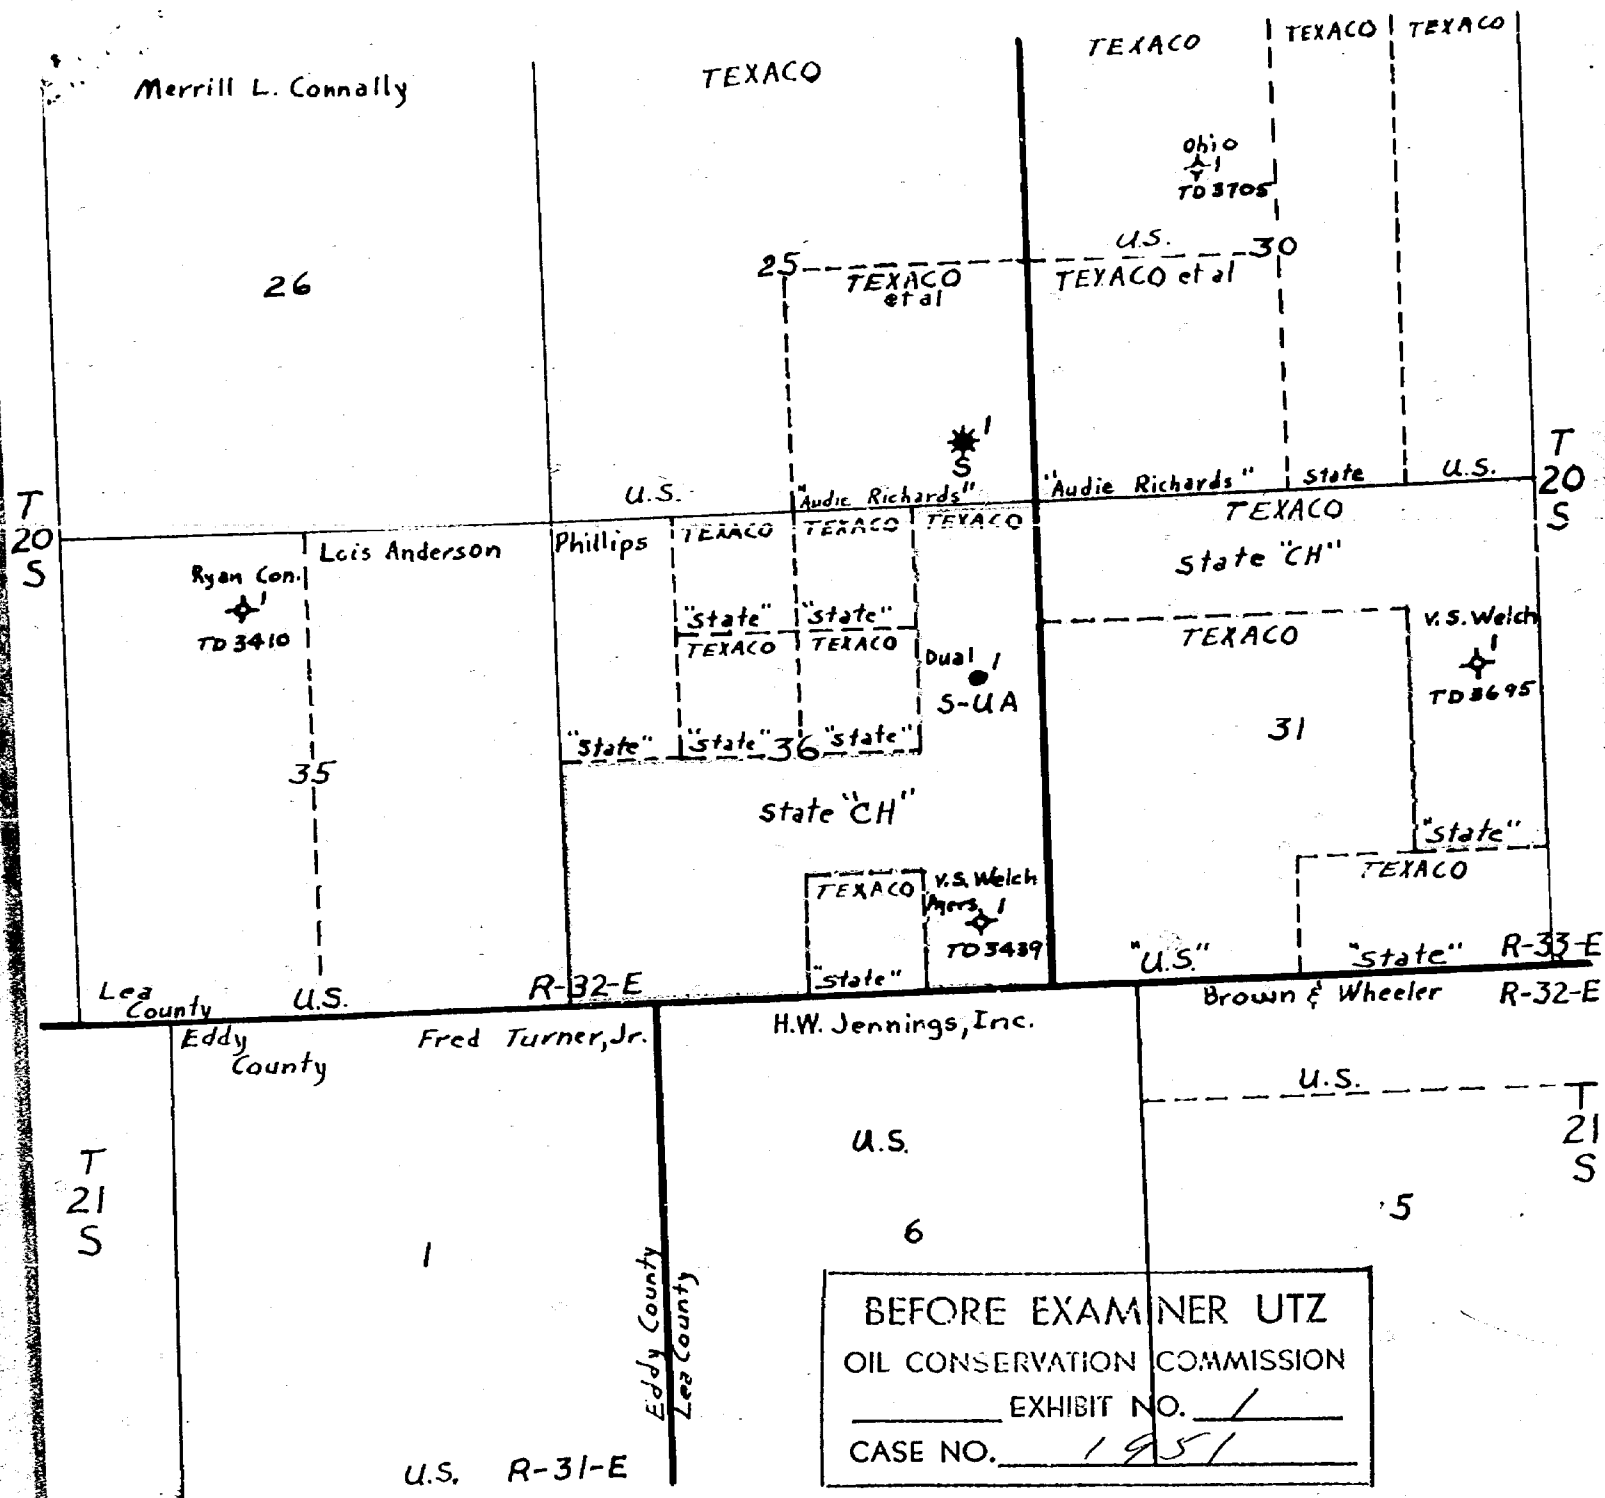 TEXACO
TEXACO
TEXACO
TEXACO
Merrill L. Connally
Ohio
1
TD 3705
U.S.
25
30
TEXACO
et al
TEXACO et al
26
1
S
T
20
S
U.S.
"Audie Richards"
"Audie Richards"
State
U.S.
T
20
S
Lois Anderson
Phillips
TEXACO
TEXACO
TEXACO
TEXACO
State "CH"
Ryan Con.
1
TD 3410
"State"
"State"
TEXACO
TEXACO
TEXACO
V.S. Welch
1
TD 3695
Dual 1
S-UA
"State"
"State"
36
"State"
31
35
State "CH"
"State"
TEXACO
TEXACO
V.S. Welch
Ayers 1
TD 3439
"State"
"U.S."
"State"
R-33-E
Lea
County
U.S.
R-32-E
Brown & Wheeler
R-32-E
Eddy
County
Fred Turner, Jr.
H.W. Jennings, Inc.
U.S.
T
21
S
T
21
S
U.S.
1
6
5
Eddy County
Lea County
U.S.
R-31-E
BEFORE EXAMINER UTZ
OIL CONSERVATION COMMISSION
EXHIBIT NO. 1
CASE NO. 1951